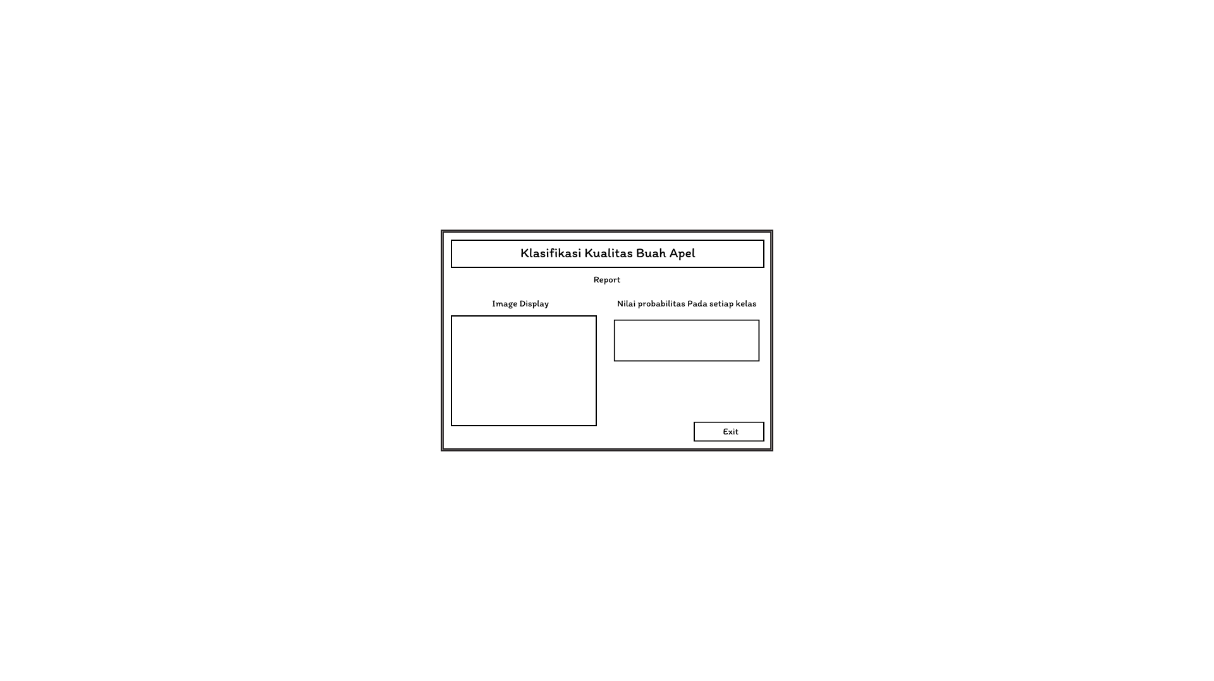 Klasifikasi Kualitas Buah Apel
Report
Image Display
Nilai probabilitas Pada setiap kelas
Exit